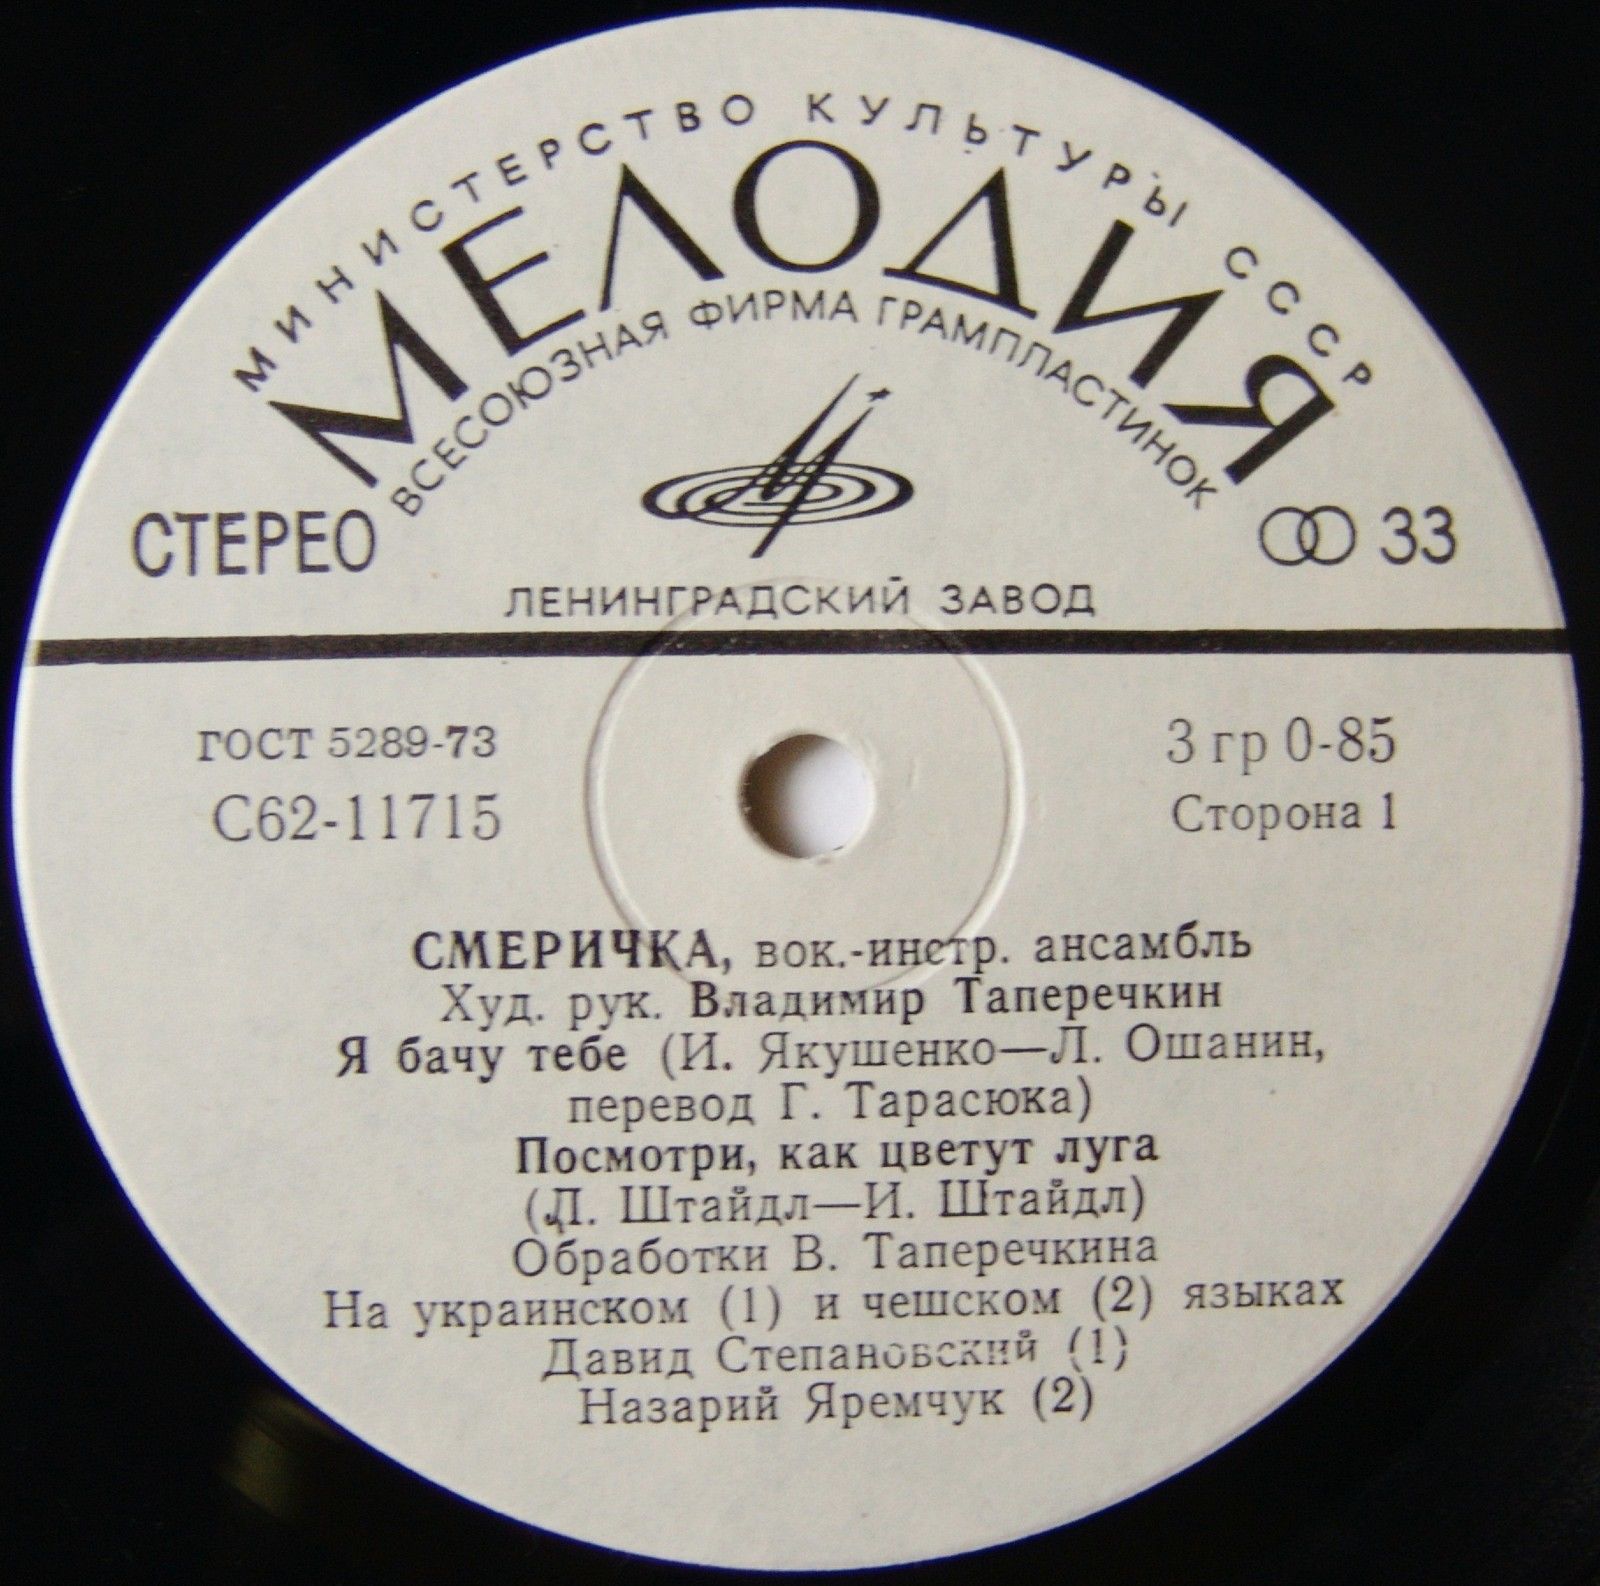 МИНИСТЕРСТВО КУЛЬТУРЫ СССР
МЕЛОДИЯ
ВСЕСОЮЗНАЯ ФИРМА ГРАМПЛАСТИНОК
СТЕРЕО 33
ЛЕНИНГРАДСКИЙ ЗАВОД
ГОСТ 5289-73 3 гр 0-85
С62-11715 Сторона 1
СМЕРИЧКА, вок.-инстр. ансамбль
Худ. рук. Владимир Таперечкин
Я бачу тебе (И. Якушенко—Л. Ошанин,
перевод Г. Тарасюка)
Посмотри, как цветут луга
(Л. Штайдл—И. Штайдл)
Обработки В. Таперечкина
На украинском (1) и чешском (2) языках
Давид Степановский (1)
Назарий Яремчук (2)